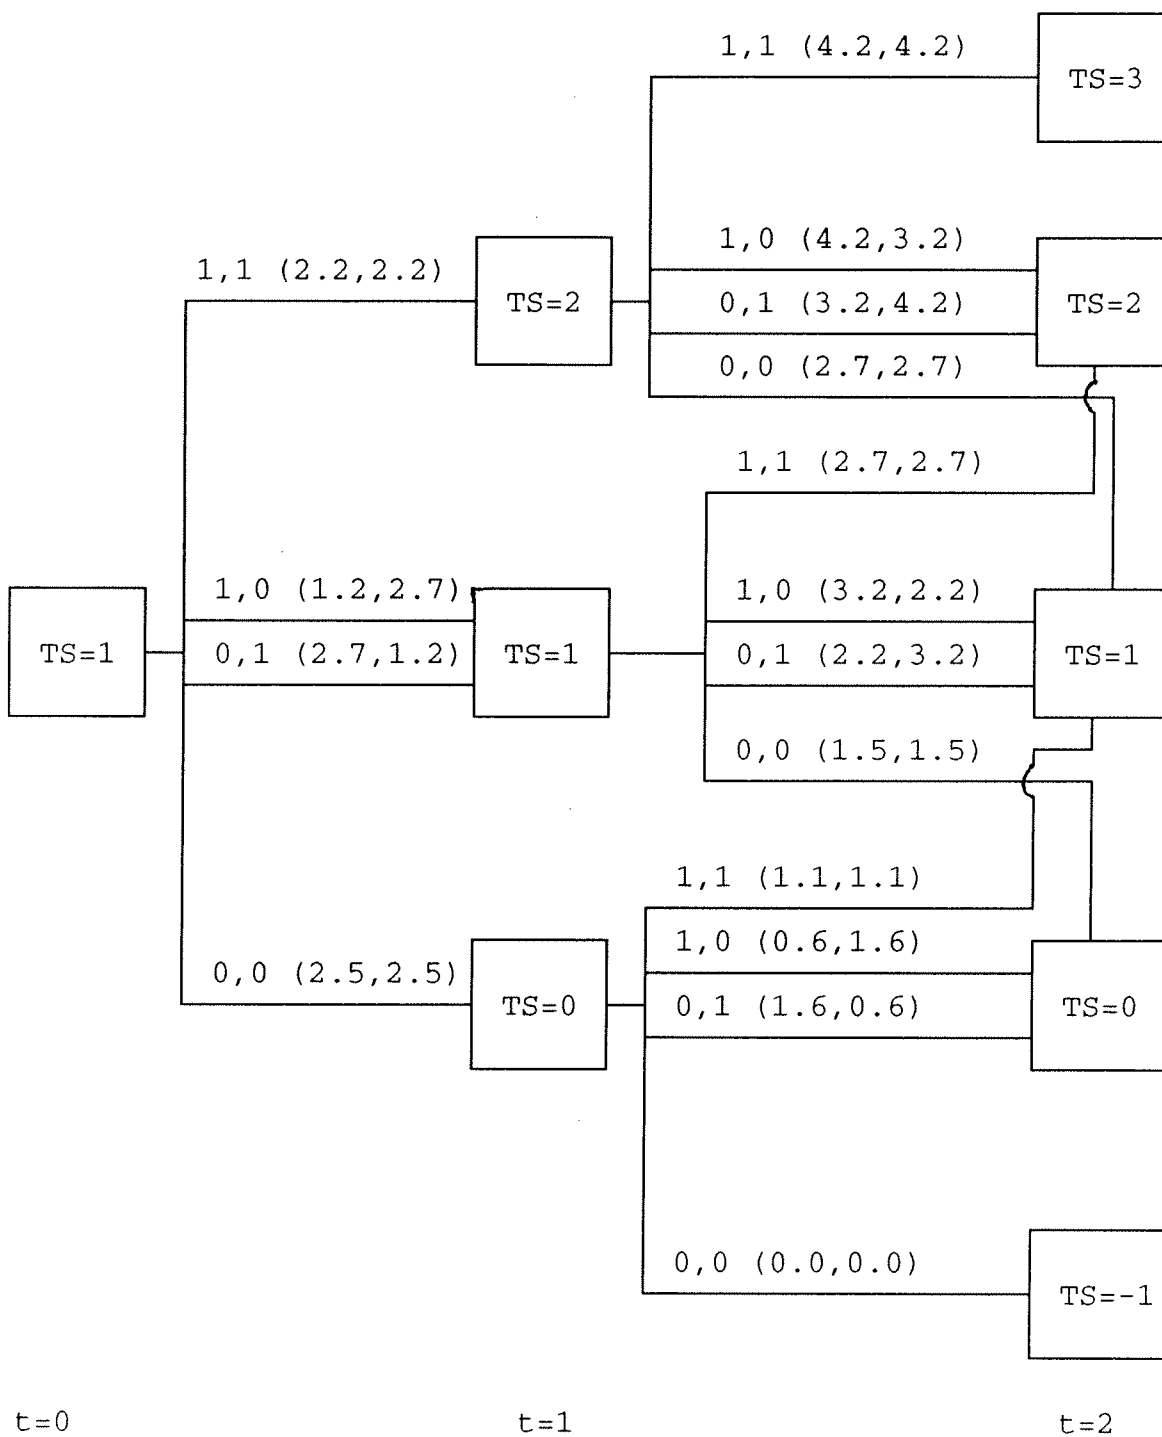 1,1 (4.2,4.2)
TS=3
1,0 (4.2,3.2)
1,1 (2.2,2.2)
TS=2
0,1 (3.2,4.2)
TS=2
0,0 (2.7,2.7)
1,1 (2.7,2.7)
1,0 (1.2,2.7)
1,0 (3.2,2.2)
TS=1
0,1 (2.7,1.2)
TS=1
0,1 (2.2,3.2)
TS=1
0,0 (1.5,1.5)
1,1 (1.1,1.1)
1,0 (0.6,1.6)
0,0 (2.5,2.5)
TS=0
0,1 (1.6,0.6)
TS=0
0,0 (0.0,0.0)
TS=-1
t=0
t=1
t=2